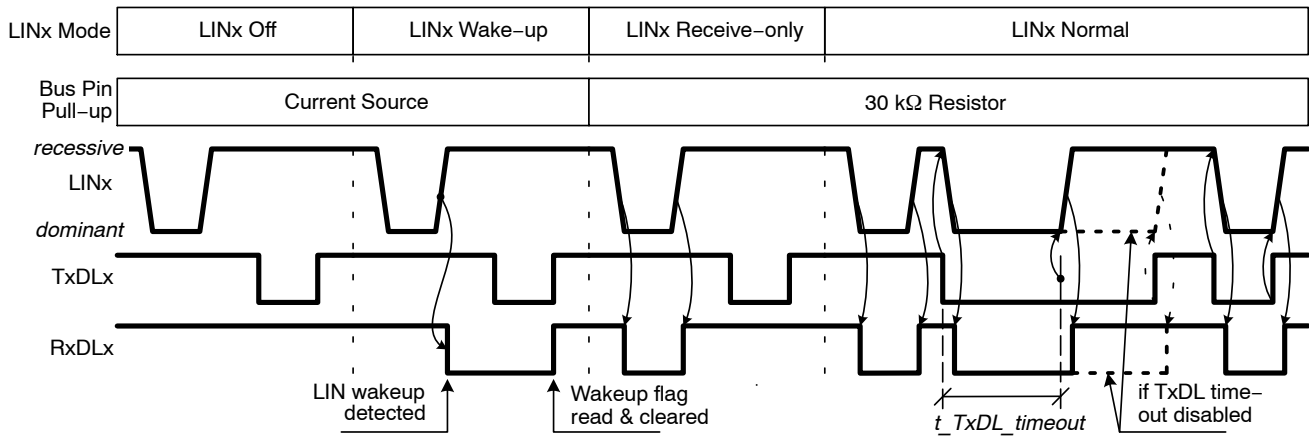 LINx Mode
LINx Off
LINx Wake−up
LINx Receive−only
LINx Normal
Bus Pin
Pull−up
Current Source
30 kΩ Resistor
recessive
LINx
dominant
TxDLx
RxDLx
LIN wakeup
detected
Wakeup flag
read & cleared
t_TxDL_timeout
if TxDL time−
out disabled